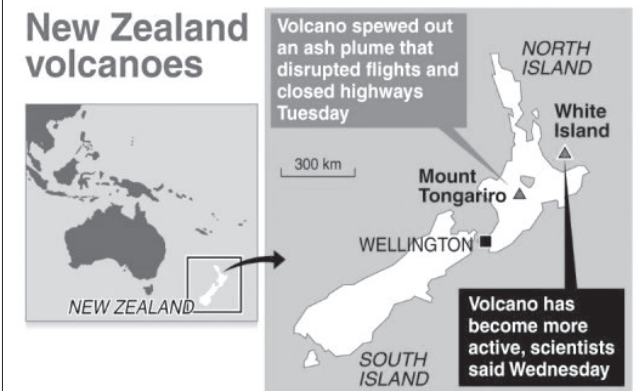 New Zealand
volcanoes
NEW ZEALAND
Volcano spewed out
an ash plume that
disrupted flights and
closed highways
Tuesday
NORTH
ISLAND
White
Island
300 km
Mount
Tongariro
WELLINGTON
Volcano has
become more
active, scientists
said Wednesday
SOUTH
ISLAND